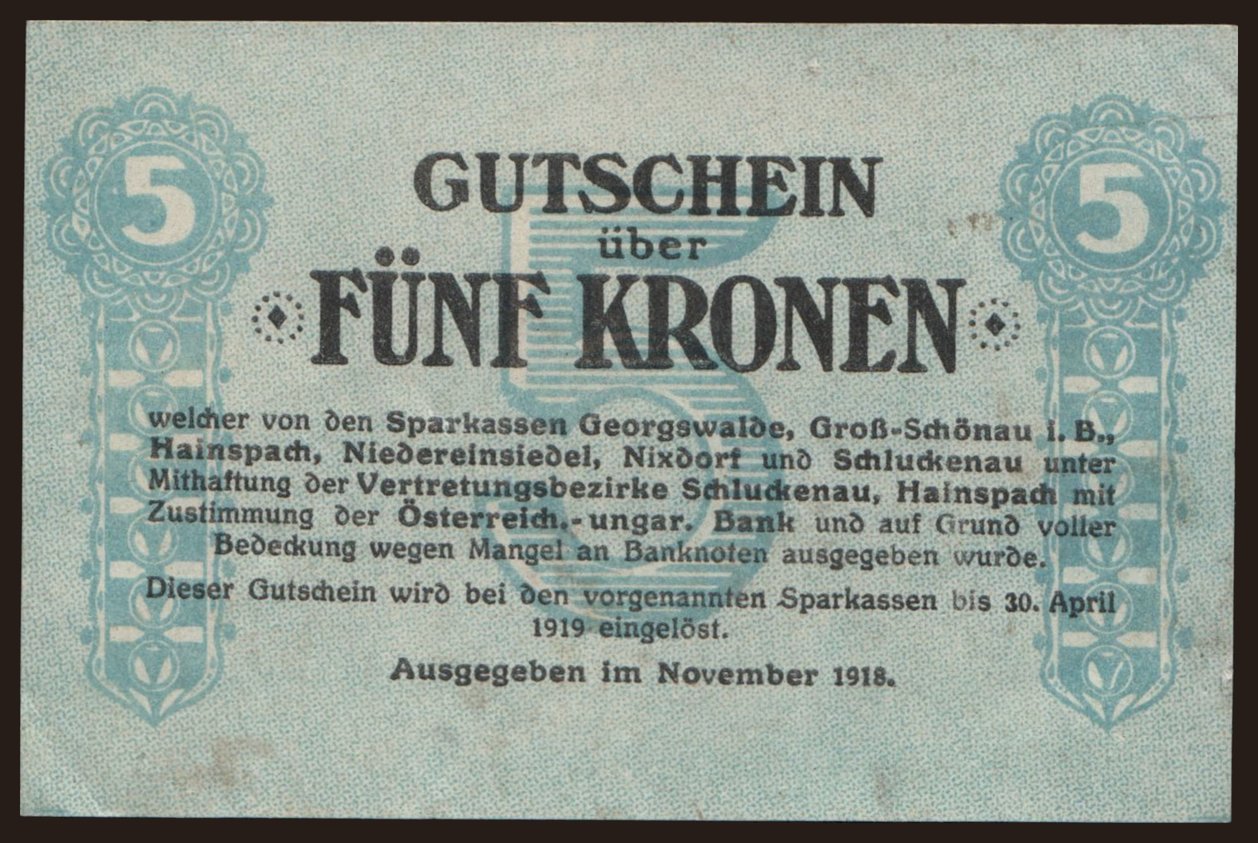 5
5
GUTSCHEIN
über
FÜNF KRONEN
welcher von den Sparkassen Georgswalde, Groß-Schönau i. B.,
Hainspach, Niedereinsiedel, Nixdorf und Schluckenau unter
Mithaftung der Vertretungsbezirke Schluckenau, Hainspach mit
Zustimmung der Österreich.-ungar. Bank und auf Grund voller
Bedeckung wegen Mangel an Banknoten ausgegeben wurde.
Dieser Gutschein wird bei den vorgenannten Sparkassen bis 30. April
1919 eingelöst.
Ausgegeben im November 1918.
5